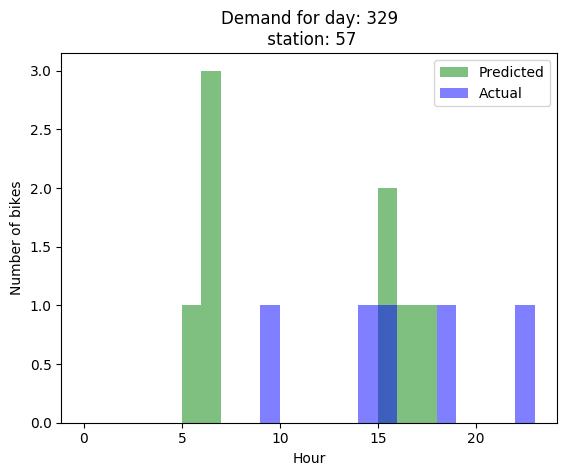 Demand for day: 329
station: 57
Predicted
Actual
3.0
2.5
2.0
1.5
1.0
0.5
0.0
Number of bikes
0 5 10 15 20
Hour